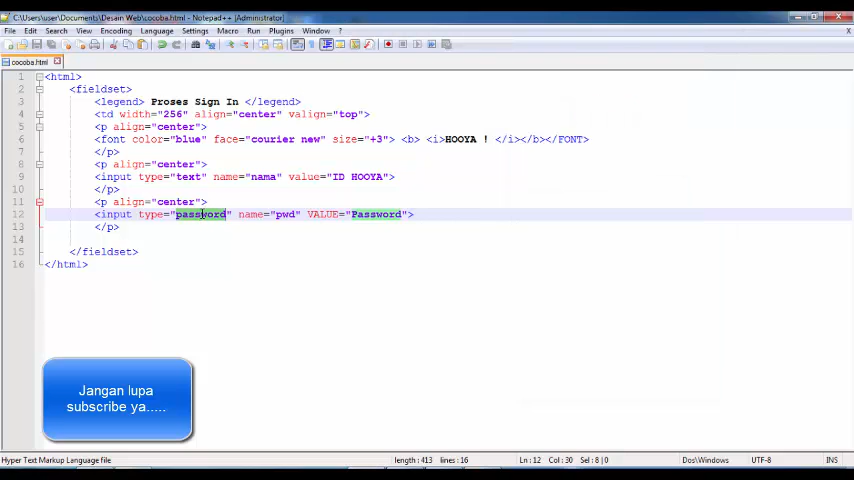 C:\Users\user\Documents\Desain Web\cocoba.html - Notepad++ [Administrator]
File Edit Search View Encoding Language Settings Macro Run Plugins Window ? X
cocoba.html
1 <html>
2 <fieldset>
3 <legend> Proses Sign In </legend>
4 <td width="256" align="center" valign="top">
5 <p align="center">
6 <font color="blue" face="courier new" size="+3"> <b> <i>HOOYA ! </i></b></FONT>
7 </p>
8 <p align="center">
9 <input type="text" name="nama" value="ID HOOYA">
10 </p>
11 <p align="center">
12 <input type="password" name="pwd" VALUE="Password">
13 </p>
14
15 </fieldset>
16 </html>
Jangan lupa
subscribe ya.....
Hyper Text Markup Language file length : 413 lines : 16 Ln : 12 Col : 30 Sel : 8 | 0 Dos\Windows UTF-8 INS